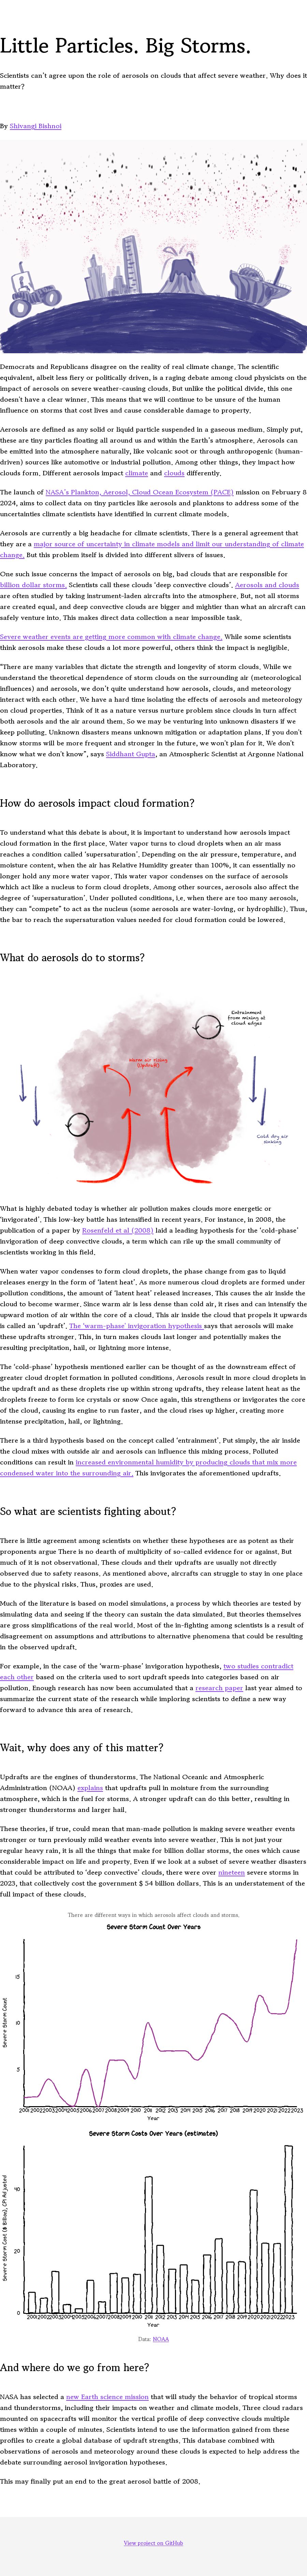 Little Particles. Big Storms.
Scientists can't agree upon the role of aerosols on clouds that affect severe weather. Why does it
matter?
By Shivangi Bishnoi
Democrats and Republicans disagree on the reality of real climate change. The scientific
equivalent, albeit less fiery or politically driven, is a raging debate among cloud physicists on the
impact of aerosols on severe weather-causing clouds. But unlike the political divide, this one
doesn't have a clear winner. This means that we will continue to be unaware of the human
influence on storms that cost lives and cause damage to property.
Aerosols are defined as any solid or liquid particle suspended in a gaseous medium. Simply put,
these are tiny particles floating all around us and within the Earth's atmosphere. Aerosols can
be emitted into the atmosphere naturally, like sea salt, or through anthropogenic (human-
driven) sources like automotive or industrial pollution. Among other things, they impact how
clouds form. Different aerosols impact climate and clouds differently.
The launch of NASA's Plankton, Aerosol, Cloud Ocean Ecosystem (PACE) mission on February 8
2024, aims to collect data on tiny particles like aerosols and plankton to address some of the
uncertainties climate scientists have identified in current climate models.
Aerosols are currently a big headache for climate scientists. There is a general agreement that
they are a major source of uncertainty in climate models and limit our understanding of climate
change. But this problem itself is divided into different slivers of issues.
One such issue is aerosols' impact of aerosols on big, boisterous clouds responsible for
billion dollar storms. Scientists call these clouds 'deep convective clouds'. Aerosols and clouds
are often studied by taking measurement-laden flights into the atmosphere. But, not all storms
are created equal, and deep convective clouds are bigger and mightier than what airplanes can
safely venture into. This makes studying them a much more intricate task.
Severe weather events are getting more common with climate change. While some scientists
think aerosols make these clouds a lot more powerful, others think the impact is negligible.
"There are many variables that dictate the strength and longevity of storm clouds. While we
understand the individual influences on storm clouds depending on surrounding air (meteorological
influences) and aerosols, we don't quite understand how aerosols, clouds, and meteorology
interact with each other. We have a hard time isolating the effects of aerosols and meteorology
on cloud properties. Think of it as a nature versus nurture problem since clouds in turn affect
both aerosols and the air around them. So we may be venturing into unknown disasters if we
keep polluting. Unknown disasters then need unknown mitigation or adaptation plans. If you don't
know storms will be more frequent and stronger in the future, we won't plan for it. We don't
know what we don't know", says Siddhant Gupta, an Atmospheric Scientist at Argonne National
Laboratory.
How do aerosols impact cloud formation?
To understand what this debate is about, it is important to understand how aerosols impact
cloud formation in the first place. Water vapor turns to cloud droplets when an air mass
reaches a condition called 'supersaturation'. Depending on the air pressure, temperature, and
moisture content, when the air has Relative Humidity greater than 100%, it can essentially no
longer hold any more water vapor. This water vapor condenses on the surface of aerosols
which act like a nucleus to form cloud droplets. Among other sources, aerosols also affect the
degree of 'supersaturation'. Under polluted conditions, i.e. when there are too many aerosols,
they can "compete" to act as the nucleus (some aerosols are water-loving, or hydrophilic). Thus,
the bar to reach the supersaturation values needed for cloud formation could be lowered.
What do aerosols do to storms?
Entrainment
from mixing at
cloud edges
Warm air rising
(Updraft)
Cold dry air
sinking
What is highly debated today is whether air pollution makes clouds more energetic or
'invigorated'. This low-key tension has intensified in recent years. For instance, in 2008, the
publication of a paper by Rosenfeld et al (2008) laid a leading hypothesis for the 'cold-phase'
invigoration of deep convective clouds, a term which can rile up the small community of
scientists working in this field.
When water vapor condenses to form cloud droplets, the phase change from gas to liquid
releases energy in the form of 'latent heat'. As more numerous cloud droplets are formed under
pollution conditions, the amount of 'latent heat' released increases. This causes the air inside the
cloud to become warmer. Since warm air is less dense than colder air, it rises and can intensify the
upward motion of air within the core of a cloud. This air inside the cloud that pushes it upwards
is called an 'updraft'. The 'warm-phase' invigoration hypothesis says that aerosols will make
these updrafts stronger. This, in turn makes clouds last longer and potentially makes the
resulting thunderstorm, hail, or lightning more intense.
The 'cold-phase' hypothesis mentioned earlier can be thought of as the downstream effect of
greater cloud droplet formation in polluted conditions. Aerosols result in more cloud droplets in
the updraft and as these droplets rise up within strong updrafts, they release latent heat as the
droplets freeze to form ice crystals or snow Once again, this strengthens or invigorates the core
of the cloud, causing its engine to run faster, and the cloud rises up higher, creating more
intense precipitation, hail, or lightning.
There is a third hypothesis based on the concept called 'entrainment'. Put simply, the air inside
the cloud mixes with outside air and aerosols can influence this mixing process. Polluted
conditions can result in increased environmental humidity by producing clouds that mix more
condensed water into the surrounding air. This invigorates the aforementioned updrafts.
So what are scientists fighting about?
There is little agreement among scientists on whether these hypotheses are as potent as their
proponents argue There is no dearth of multiplicity of so-called evidence for or against. But
much of it is not observational. These clouds and their updrafts are usually not directly
observed due to safety reasons. As mentioned above, aircrafts can struggle to stay in one place
due to the physical risks. Thus, proxies are used.
Much of the literature is based on model simulations, a process by which theories are tested by
simulating data and seeing if the theory can sustain the data simulated. But theories themselves
are gross simplifications of the real world. Most of the in-fighting among scientists is a result of
disagreement on assumptions and attributions to alternative phenomena that could be resulting
in the observed updraft.
For example, in the case of the 'warm-phase' invigoration hypothesis, two studies contradict
each other based on the criteria used to sort updraft speeds into categories based on air
pollution. Enough research has been accumulated that a research paper last year aimed to
summarize the current state of the research while imploring scientists to define a new way
forward to advance this area of research.
Wait, why does any of this matter?
Updrafts are the engines of thunderstorms. The National Oceanic and Atmospheric
Administration (NOAA) explains that updrafts pull in moisture from the surrounding
atmosphere, which is the fuel for storms. A stronger updraft can do this better, resulting in
stronger thunderstorms and larger hail.
These theories, if true, could mean that man-made pollution is making severe weather events
stronger or turn previously mild weather events into severe weather. This is not just your
regular heavy rain, it is all the things that make for billion dollar storms, the ones which cause
considerable impact on life and property. Even if we look at a subset of severe weather disasters
that could be attributed to 'deep convective' clouds, there were over nineteen severe storms in
2023, that collectively cost the government $ 54 billion dollars. This is an understatement of the
full impact of these clouds.
There are different ways in which aerosols affect clouds and storms.
Severe Storm Count Over Years
Severe Storm Count
15
10
5
2001 2002 2003 2004 2005 2006 2007 2008 2009 2010 2011 2012 2013 2014 2015 2016 2017 2018 2019 2020 2021 2022 2023
Year
Severe Storm Costs Over Years (estimates)
Severe Storm Cost ($ Billion), CPI Adjusted
40
20
0
2001 2002 2003 2004 2005 2006 2007 2008 2009 2010 2011 2012 2013 2014 2015 2016 2017 2018 2019 2020 2021 2022 2023
Year
Data: NOAA
And where do we go from here?
NASA has selected a new Earth science mission that will study the behavior of tropical storms
and thunderstorms, including their impacts on weather and climate models. Three cloud radars
mounted on spacecrafts will monitor the vertical profile of deep convective clouds multiple
times within a couple of minutes. Scientists intend to use the information gained from these
profiles to create a global database of updraft strengths. This database combined with
observations of aerosols and meteorology around these clouds is expected to help address the
debate surrounding aerosol invigoration hypotheses.
This may finally put an end to the great aerosol battle of 2008.
View project on GitHub